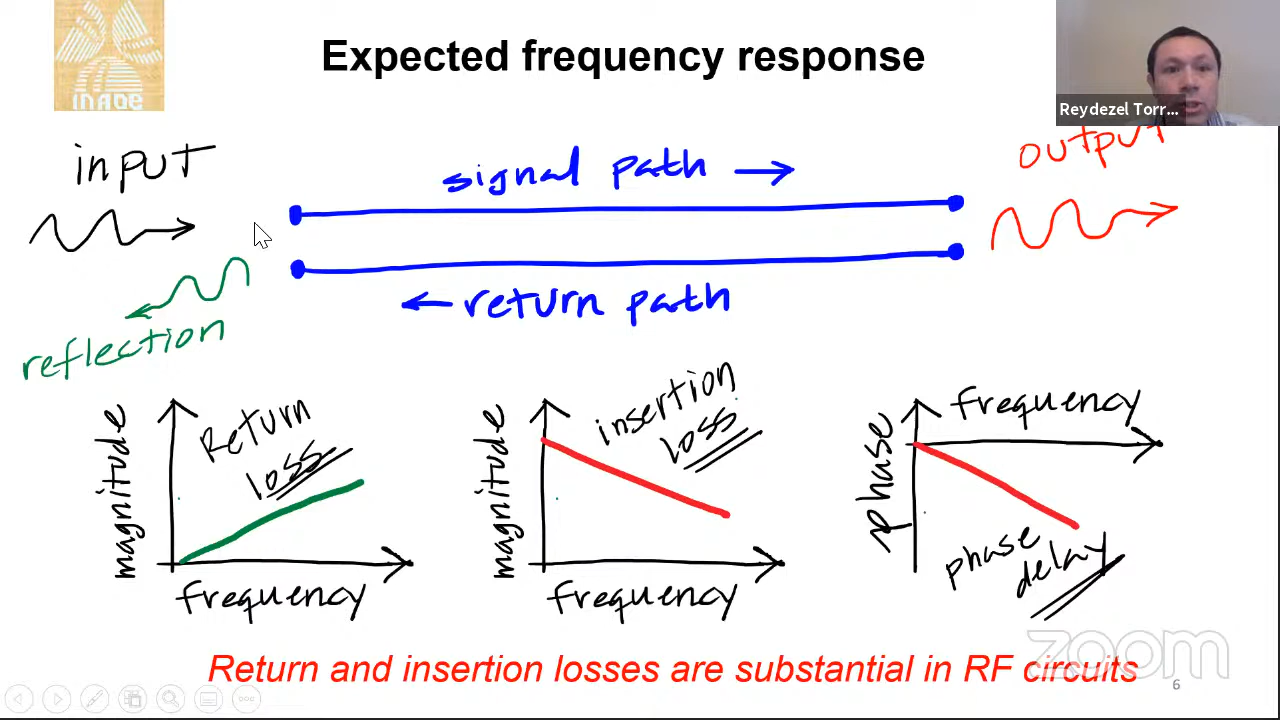 Expected frequency response
INAOE
Reydezel Torr...
input
signal path
output
reflection
return path
magnitude
Return
loss
frequency
magnitude
insertion
loss
frequency
phase
frequency
phase
delay
zoom
Return and insertion losses are substantial in RF circuits
6